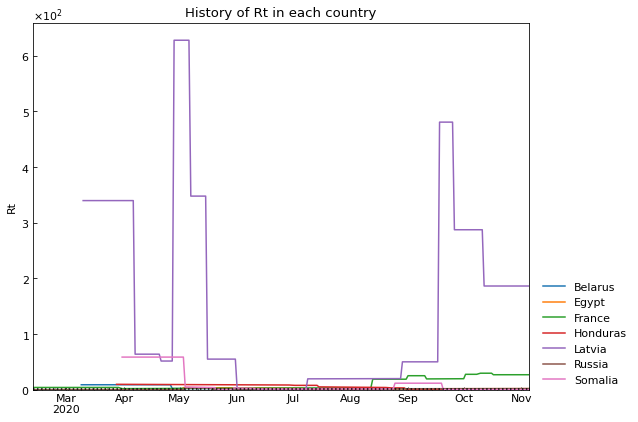 History of Rt in each country
×10²
6
5
4
3
2
1
0
Rt
Mar Apr May Jun Jul Aug Sep Oct Nov
2020
Belarus
Egypt
France
Honduras
Latvia
Russia
Somalia